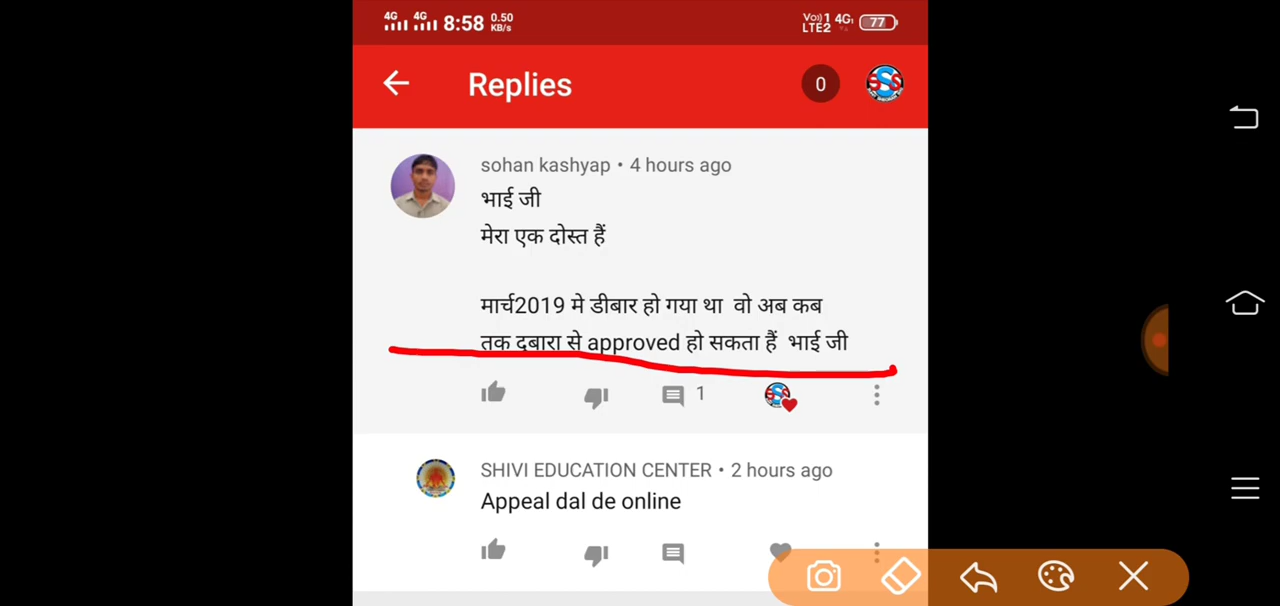 4G 4G 8:58 0.50 KB/s Vo) 1 4G LTE2 77
Replies 0 SSS
sohan kashyap • 4 hours ago
भाई जी
मेरा एक दोस्त हैं
मार्च2019 मे डीबार हो गया था वो अब कब
तक दबारा से approved हो सकता हैं भाई जी
1
SHIVI EDUCATION CENTER • 2 hours ago
Appeal dal de online